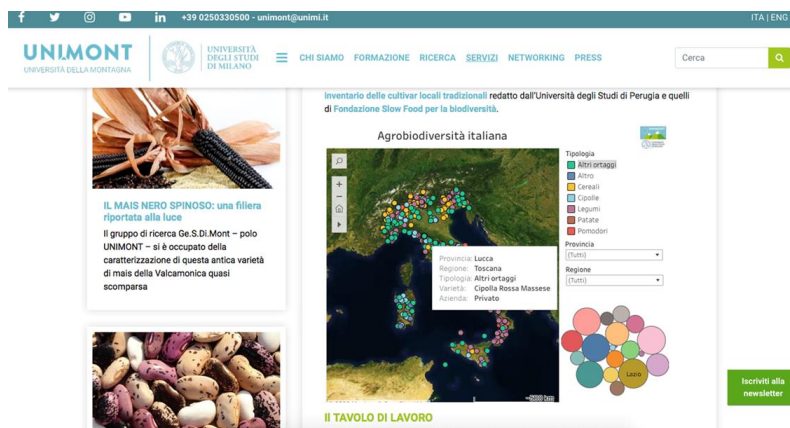 +39 0250330500 - unimont@unimi.it
ITA | ENG
UNIMONT
UNIVERSITÀ DELLA MONTAGNA
UNIVERSITÀ
DEGLI STUDI
DI MILANO
CHI SIAMO FORMAZIONE RICERCA SERVIZI NETWORKING PRESS
Cerca
IL MAIS NERO SPINOSO: una filiera
riportata alla luce
Il gruppo di ricerca Ge.S.Di.Mont – polo
UNIMONT – si è occupato della
caratterizzazione di questa antica varietà
di mais della Valcamonica quasi
scomparsa
inventario delle cultivar locali tradizionali redatto dall'Università degli Studi di Perugia e quelli
di Fondazione Slow Food per la biodiversità.
Agrobiodversità italiana
Provincia: Lucca
Regione: Toscana
Tipologia: Altri ortaggi
Varietà: Cipolla Rossa Massese
Azienda: Privato
~500 km
Tipologia
Altri ortaggi
Altro
Cereali
Cipolle
Legumi
Patate
Pomodori
Provincia
(Tutti)
Regione
(Tutti)
Lazio
Iscriviti alla
newsletter
Il TAVOLO DI LAVORO